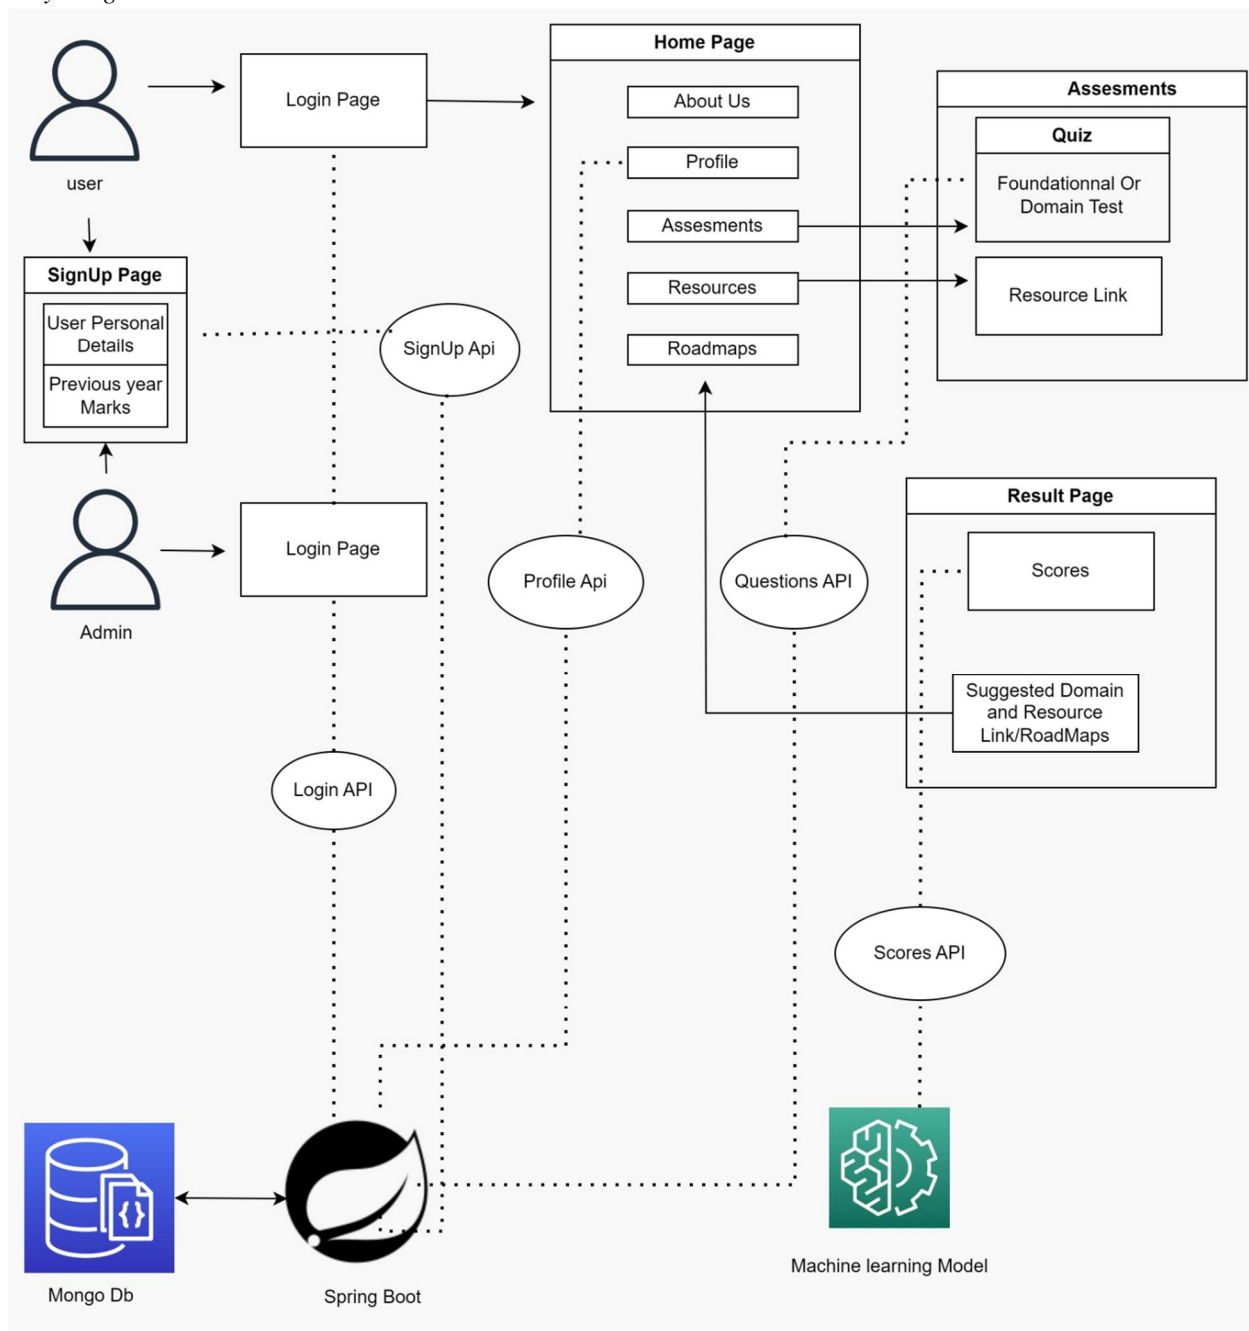 Home Page
About Us
Profile
Assesments
Resources
Roadmaps
Login Page
user
Assesments
Quiz
Foundationnal Or
Domain Test
Resource Link
SignUp Page
User Personal
Details
Previous year
Marks
SignUp Api
Admin
Login Page
Profile Api
Questions API
Result Page
Scores
Suggested Domain
and Resource
Link/RoadMaps
Login API
Scores API
Mongo Db
Spring Boot
Machine learning Model